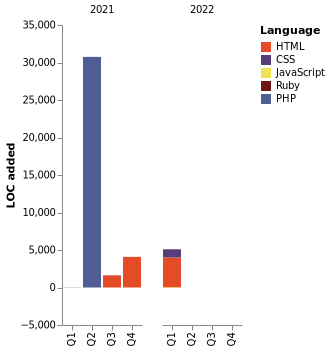 2021
2022
LOC added
35,000
30,000
25,000
20,000
15,000
10,000
5,000
0
−5,000
Q1
Q2
Q3
Q4
Q1
Q2
Q3
Q4
Language
HTML
CSS
JavaScript
Ruby
PHP